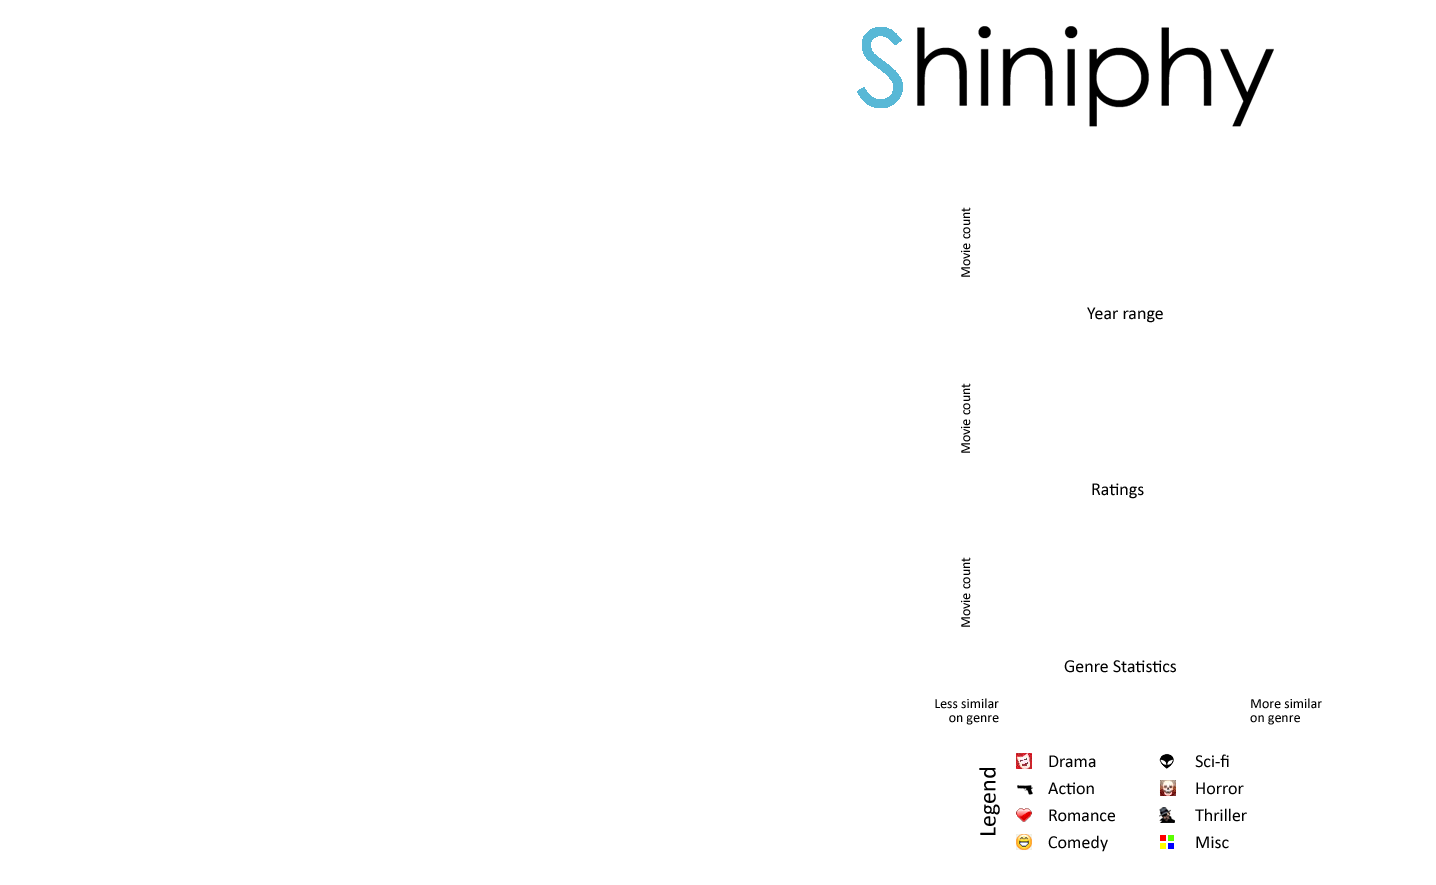 Shiniphy
Movie count
Year range
Movie count
Ratings
Movie count
Genre Statistics
Less similar
on genre
More similar
on genre
Legend
Drama
Action
Romance
Comedy
Sci-fi
Horror
Thriller
Misc